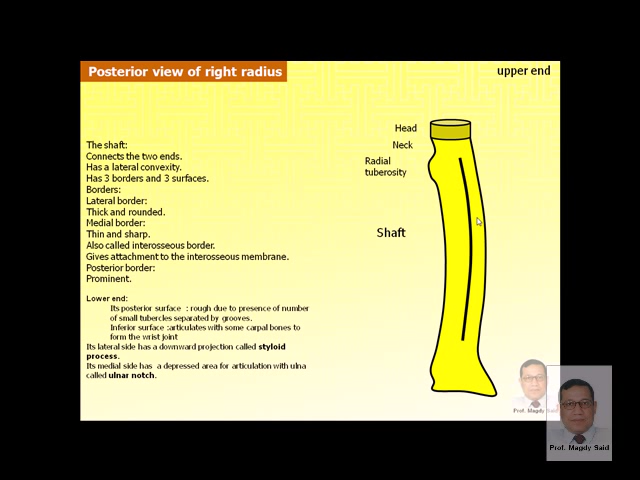 Posterior view of right radius
upper end
The shaft:
Connects the two ends.
Has a lateral convexity.
Has 3 borders and 3 surfaces.
Borders:
Lateral border:
Thick and rounded.
Medial border:
Thin and sharp.
Also called interosseous border.
Gives attachment to the interosseous membrane.
Posterior border:
Prominent.
Lower end:
Its posterior surface : rough due to presence of number
of small tubercles separated by grooves.
Inferior surface :articulates with some carpal bones to
form the wrist joint
Its lateral side has a downward projection called styloid
process.
Its medial side has a depressed area for articulation with ulna
called ulnar notch.
Head
Neck
Radial
tuberosity
Shaft
Prof. Magdy Said
Prof. Magdy Said